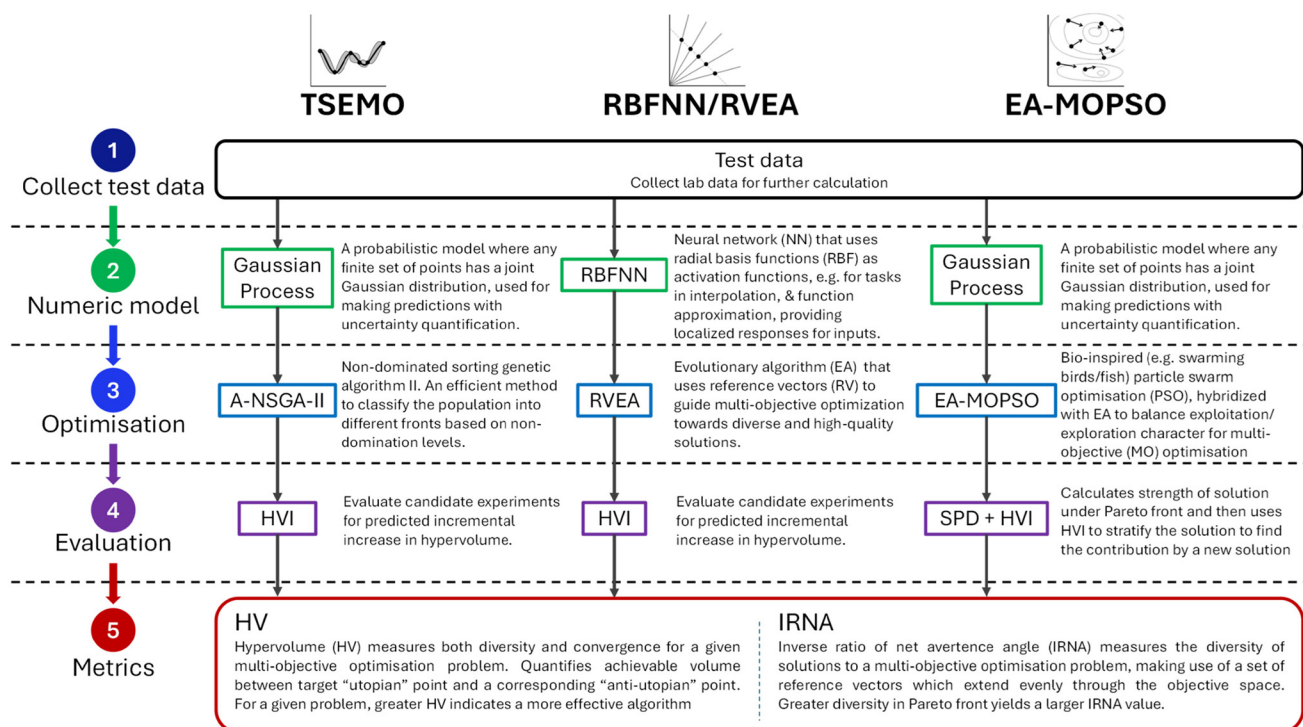 TSEMO
RBFNN/RVEA
EA-MOPSO
1
Collect test data
Test data
Collect lab data for further calculation
2
Numeric model
Gaussian
Process
A probabilistic model where any
finite set of points has a joint
Gaussian distribution, used for
making predictions with
uncertainty quantification.
RBFNN
Neural network (NN) that uses
radial basis functions (RBF) as
activation functions, e.g. for tasks
in interpolation, & function
approximation, providing
localized responses for inputs.
Gaussian
Process
A probabilistic model where any
finite set of points has a joint
Gaussian distribution, used for
making predictions with
uncertainty quantification.
3
Optimisation
A-NSGA-II
Non-dominated sorting genetic
algorithm II. An efficient method
to classify the population into
different fronts based on non-
domination levels.
RVEA
Evolutionary algorithm (EA) that
uses reference vectors (RV) to
guide multi-objective optimization
towards diverse and high-quality
solutions.
EA-MOPSO
Bio-inspired (e.g. swarming
birds/fish) particle swarm
optimisation (PSO), hybridized
with EA to balance exploitation/
exploration character for multi-
objective (MO) optimisation
4
Evaluation
HVI
Evaluate candidate experiments
for predicted incremental
increase in hypervolume.
HVI
Evaluate candidate experiments
for predicted incremental
increase in hypervolume.
SPD + HVI
Calculates strength of solution
under Pareto front and then uses
HVI to stratify the solution to find
the contribution by a new solution
5
Metrics
HV
Hypervolume (HV) measures both diversity and convergence for a given
multi-objective optimisation problem. Quantifies achievable volume
between target “utopian” point and a corresponding “anti-utopian” point.
For a given problem, greater HV indicates a more effective algorithm
IRNA
Inverse ratio of net avertence angle (IRNA) measures the diversity of
solutions to a multi-objective optimisation problem, making use of a set of
reference vectors which extend evenly through the objective space.
Greater diversity in Pareto front yields a larger IRNA value.